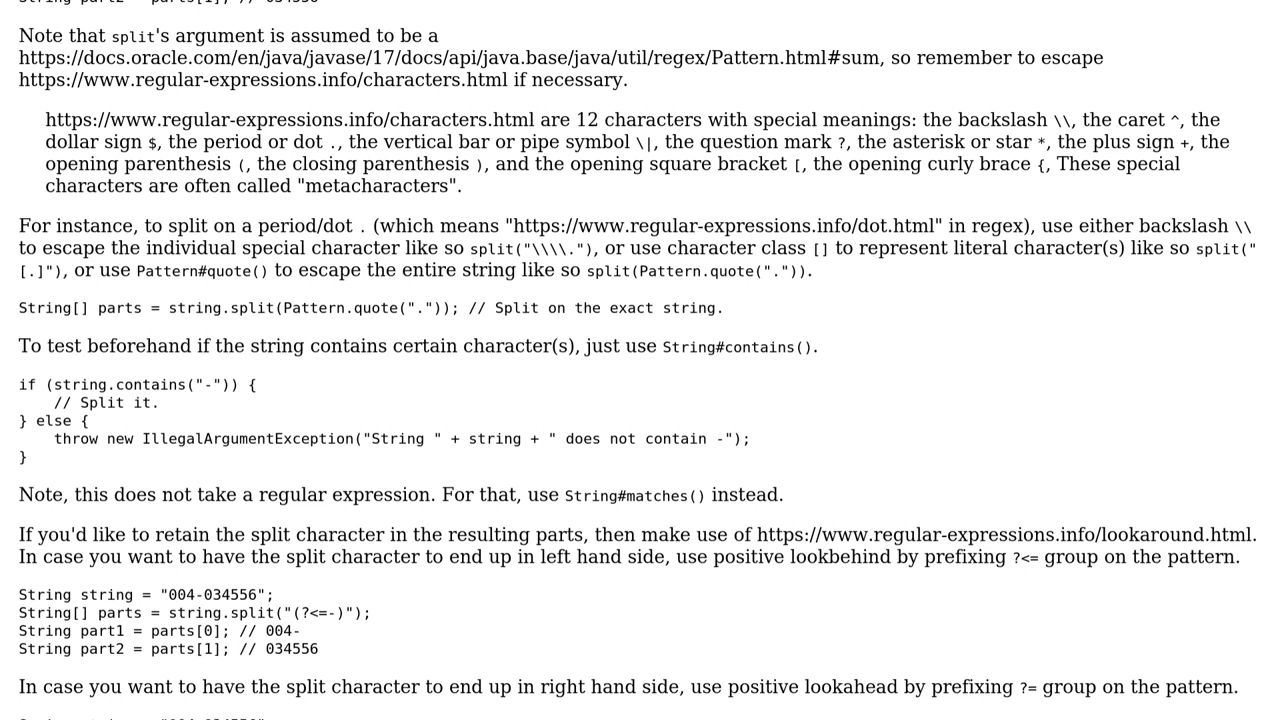 Note that split's argument is assumed to be a
https://docs.oracle.com/en/java/javase/17/docs/api/java.base/java/util/regex/Pattern.html#sum, so remember to escape
https://www.regular-expressions.info/characters.html if necessary.
https://www.regular-expressions.info/characters.html are 12 characters with special meanings: the backslash \\, the caret ^, the
dollar sign $, the period or dot ., the vertical bar or pipe symbol \|, the question mark ?, the asterisk or star *, the plus sign +, the
opening parenthesis (, the closing parenthesis ), and the opening square bracket [, the opening curly brace {, These special
characters are often called "metacharacters".
For instance, to split on a period/dot . (which means "https://www.regular-expressions.info/dot.html" in regex), use either backslash \\
to escape the individual special character like so split("\\\\."), or use character class [] to represent literal character(s) like so split("
[.]"), or use Pattern#quote() to escape the entire string like so split(Pattern.quote(".")).
String[] parts = string.split(Pattern.quote(".")); // Split on the exact string.
To test beforehand if the string contains certain character(s), just use String#contains().
if (string.contains("-")) {
    // Split it.
} else {
    throw new IllegalArgumentException("String " + string + " does not contain -");
}
Note, this does not take a regular expression. For that, use String#matches() instead.
If you'd like to retain the split character in the resulting parts, then make use of https://www.regular-expressions.info/lookaround.html.
In case you want to have the split character to end up in left hand side, use positive lookbehind by prefixing ?<= group on the pattern.
String string = "004-034556";
String[] parts = string.split("(?<=-)");
String part1 = parts[0]; // 004-
String part2 = parts[1]; // 034556
In case you want to have the split character to end up in right hand side, use positive lookahead by prefixing ?= group on the pattern.